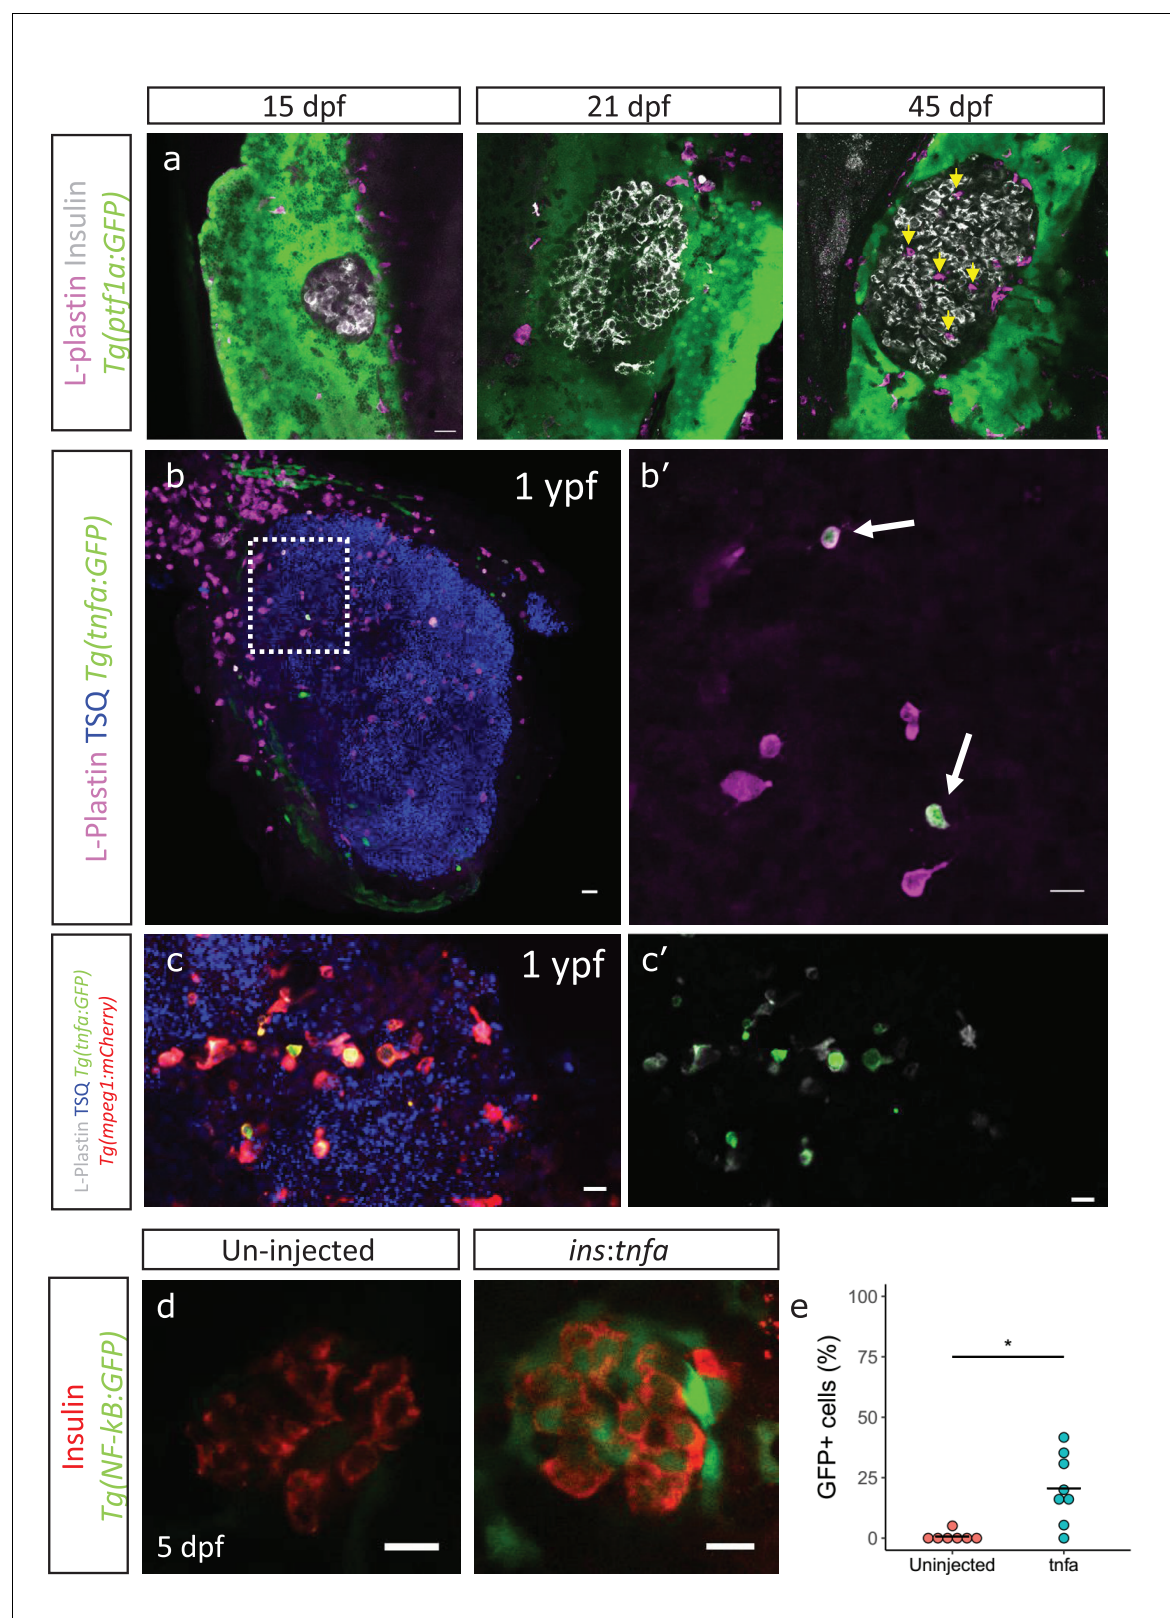 15 dpf
21 dpf
45 dpf
L-plastin Insulin
Tg(ptf1a:GFP)
a
L-Plastin TSQ Tg(tnfa:GFP)
b
1 ypf
b′
L-Plastin TSQ Tg(tnfa:GFP)
Tg(mpeg1:mCherry)
c
1 ypf
c′
Un-injected
ins:tnfa
Insulin
Tg(NF-kB:GFP)
d
5 dpf
e
GFP+ cells (%)
100
75
50
25
0
*
Uninjected
tnfa